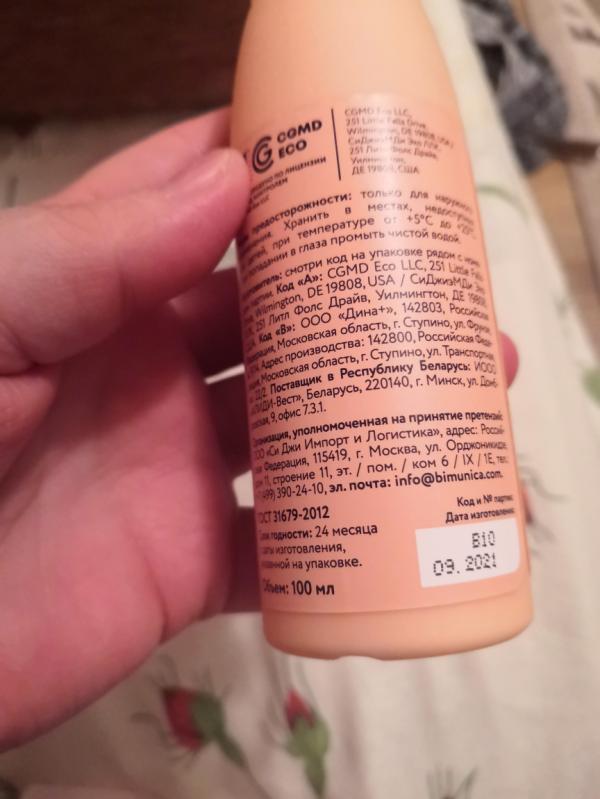 CGMD
ECO
CGMD Eco LLC,
251 Little Falls Drive,
Wilmington, DE 19808, USA /
СиДжиЭмДи Эко ЛЛК,
251 Литл Фолс Драйв,
Уилмингтон,
ДЕ 19808, США
по лицензии
предосторожности: только для наружного
Хранить в местах, недоступных
при температуре от +5°C до +25°C.
попадании в глаза промыть чистой водой.
смотри код на упаковке рядом с
Код «А»: CGMD Eco LLC, 251 Little Falls
Wilmington, DE 19808, USA / СиДжиЭмДи Эко
251 Литл Фолс Драйв, Уилмингтон, ДЕ 19808,
Код «В»: ООО «Дина+», 142803, Российская
Московская область, г. Ступино, ул.
Адрес производства: 142800, Российская
Московская область, г. Ступино, ул. Транспортная,
22/2. Поставщик в Республику Беларусь: ИООО
Беларусь, 220140, г. Минск, ул.
9, офис 7.3.1.
уполномоченная на принятие претензий:
ООО «Си Джи Импорт и Логистика», адрес:
115419, г. Москва, ул. Орджоникидзе,
11, строение 11, эт. / пом. / ком 6 / IX / 1Е, тел.:
(499) 390-24-10, эл. почта: info@bimunica.com.
ГОСТ 31679-2012
годности: 24 месяца
изготовления,
на упаковке.
Объем: 100 мл
Код и № партии
Дата изготовления
B10
09.2021